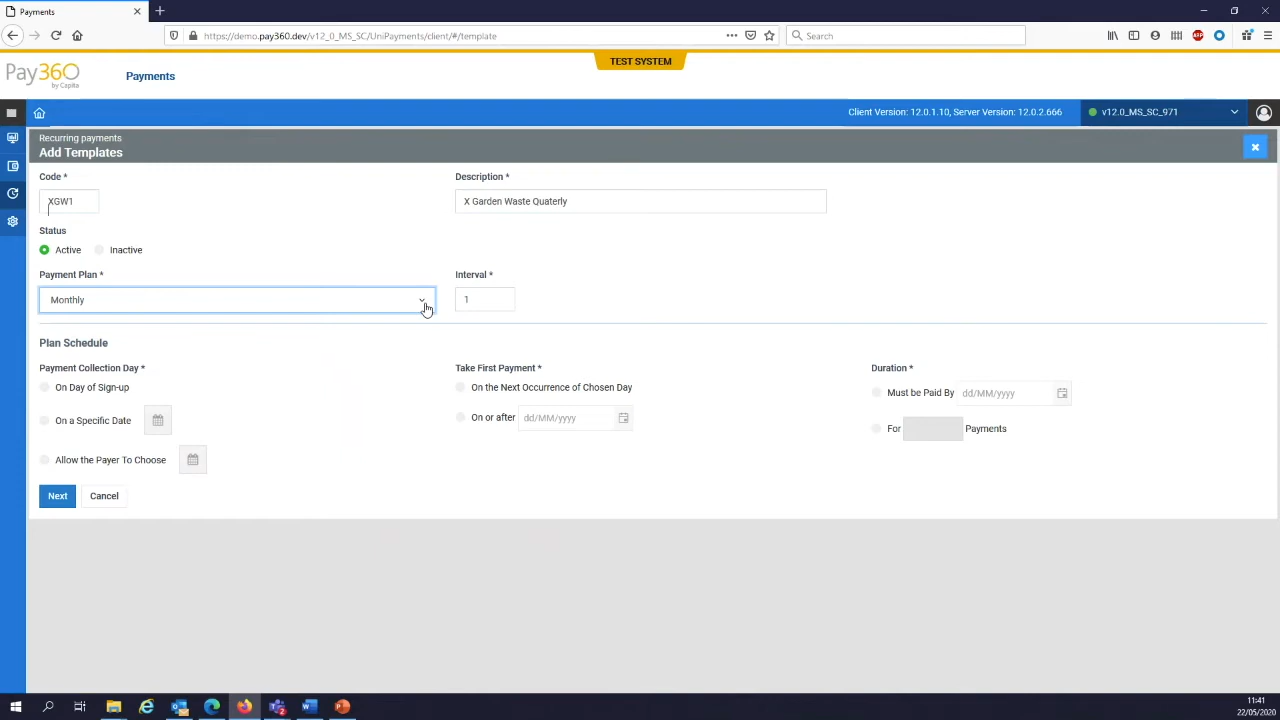 Payments
https://demo.pay360.dev/v12_0_MS_SC/UniPayments/client/#/template
Search
TEST SYSTEM
Pay360
by Capita
Payments
Client Version: 12.0.1.10, Server Version: 12.0.2.666
v12.0_MS_SC_971
Recurring payments
Add Templates
Code *
Description *
XGW1
X Garden Waste Quaterly
Status
Active
Inactive
Payment Plan *
Interval *
Monthly
1
Plan Schedule
Payment Collection Day *
Take First Payment *
Duration *
On Day of Sign-up
On the Next Occurrence of Chosen Day
Must be Paid By dd/MM/yyyy
On a Specific Date
On or after dd/MM/yyyy
For Payments
Allow the Payer To Choose
Next
Cancel
11:41
22/05/2020